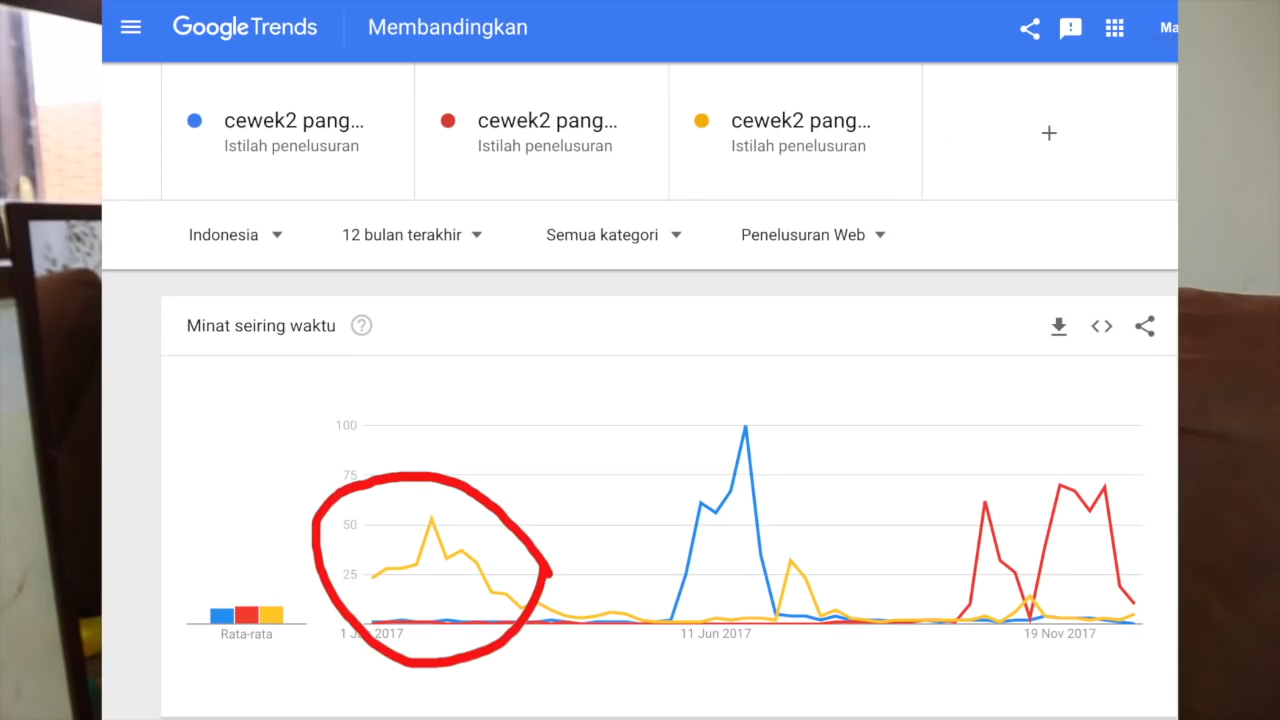 Google Trends Membandingkan Ma
cewek2 pang... cewek2 pang... cewek2 pang...
Istilah penelusuran Istilah penelusuran Istilah penelusuran
+
Indonesia 12 bulan terakhir Semua kategori Penelusuran Web
Minat seiring waktu ?
100
75
50
25
Rata-rata
1 J 2017 11 Jun 2017 19 Nov 2017